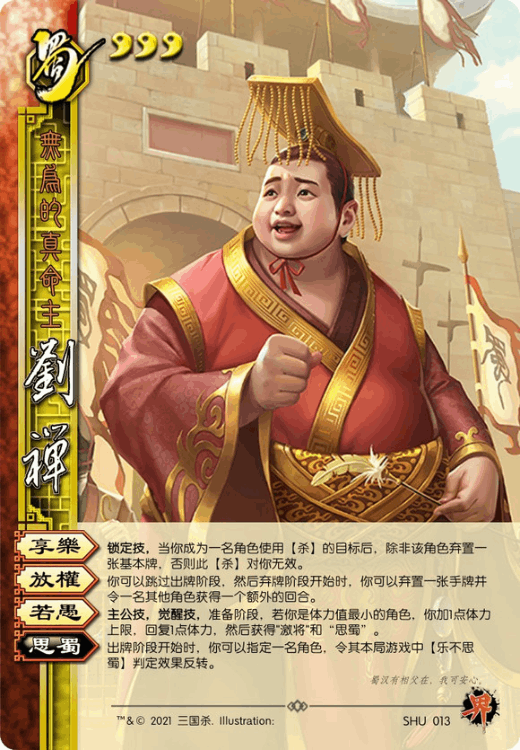 蜀
無為的真命主
劉禪
享樂
锁定技，当你成为一名角色使用【杀】的目标后，除非该角色弃置一
张基本牌，否则此【杀】对你无效。
放權
你可以跳过出牌阶段，然后弃牌阶段开始时，你可以弃置一张手牌并
令一名其他角色获得一个额外的回合。
若愚
主公技，觉醒技，准备阶段，若你是体力值最小的角色，你加1点体力
上限，回复1点体力，然后获得“激将”和“思蜀”。
思蜀
出牌阶段开始时，你可以指定一名角色，令其本局游戏中【乐不思
蜀】判定效果反转。
蜀汉有相父在，我可安心。
™&© 2021 三国杀. Illustration:
SHU 013
界